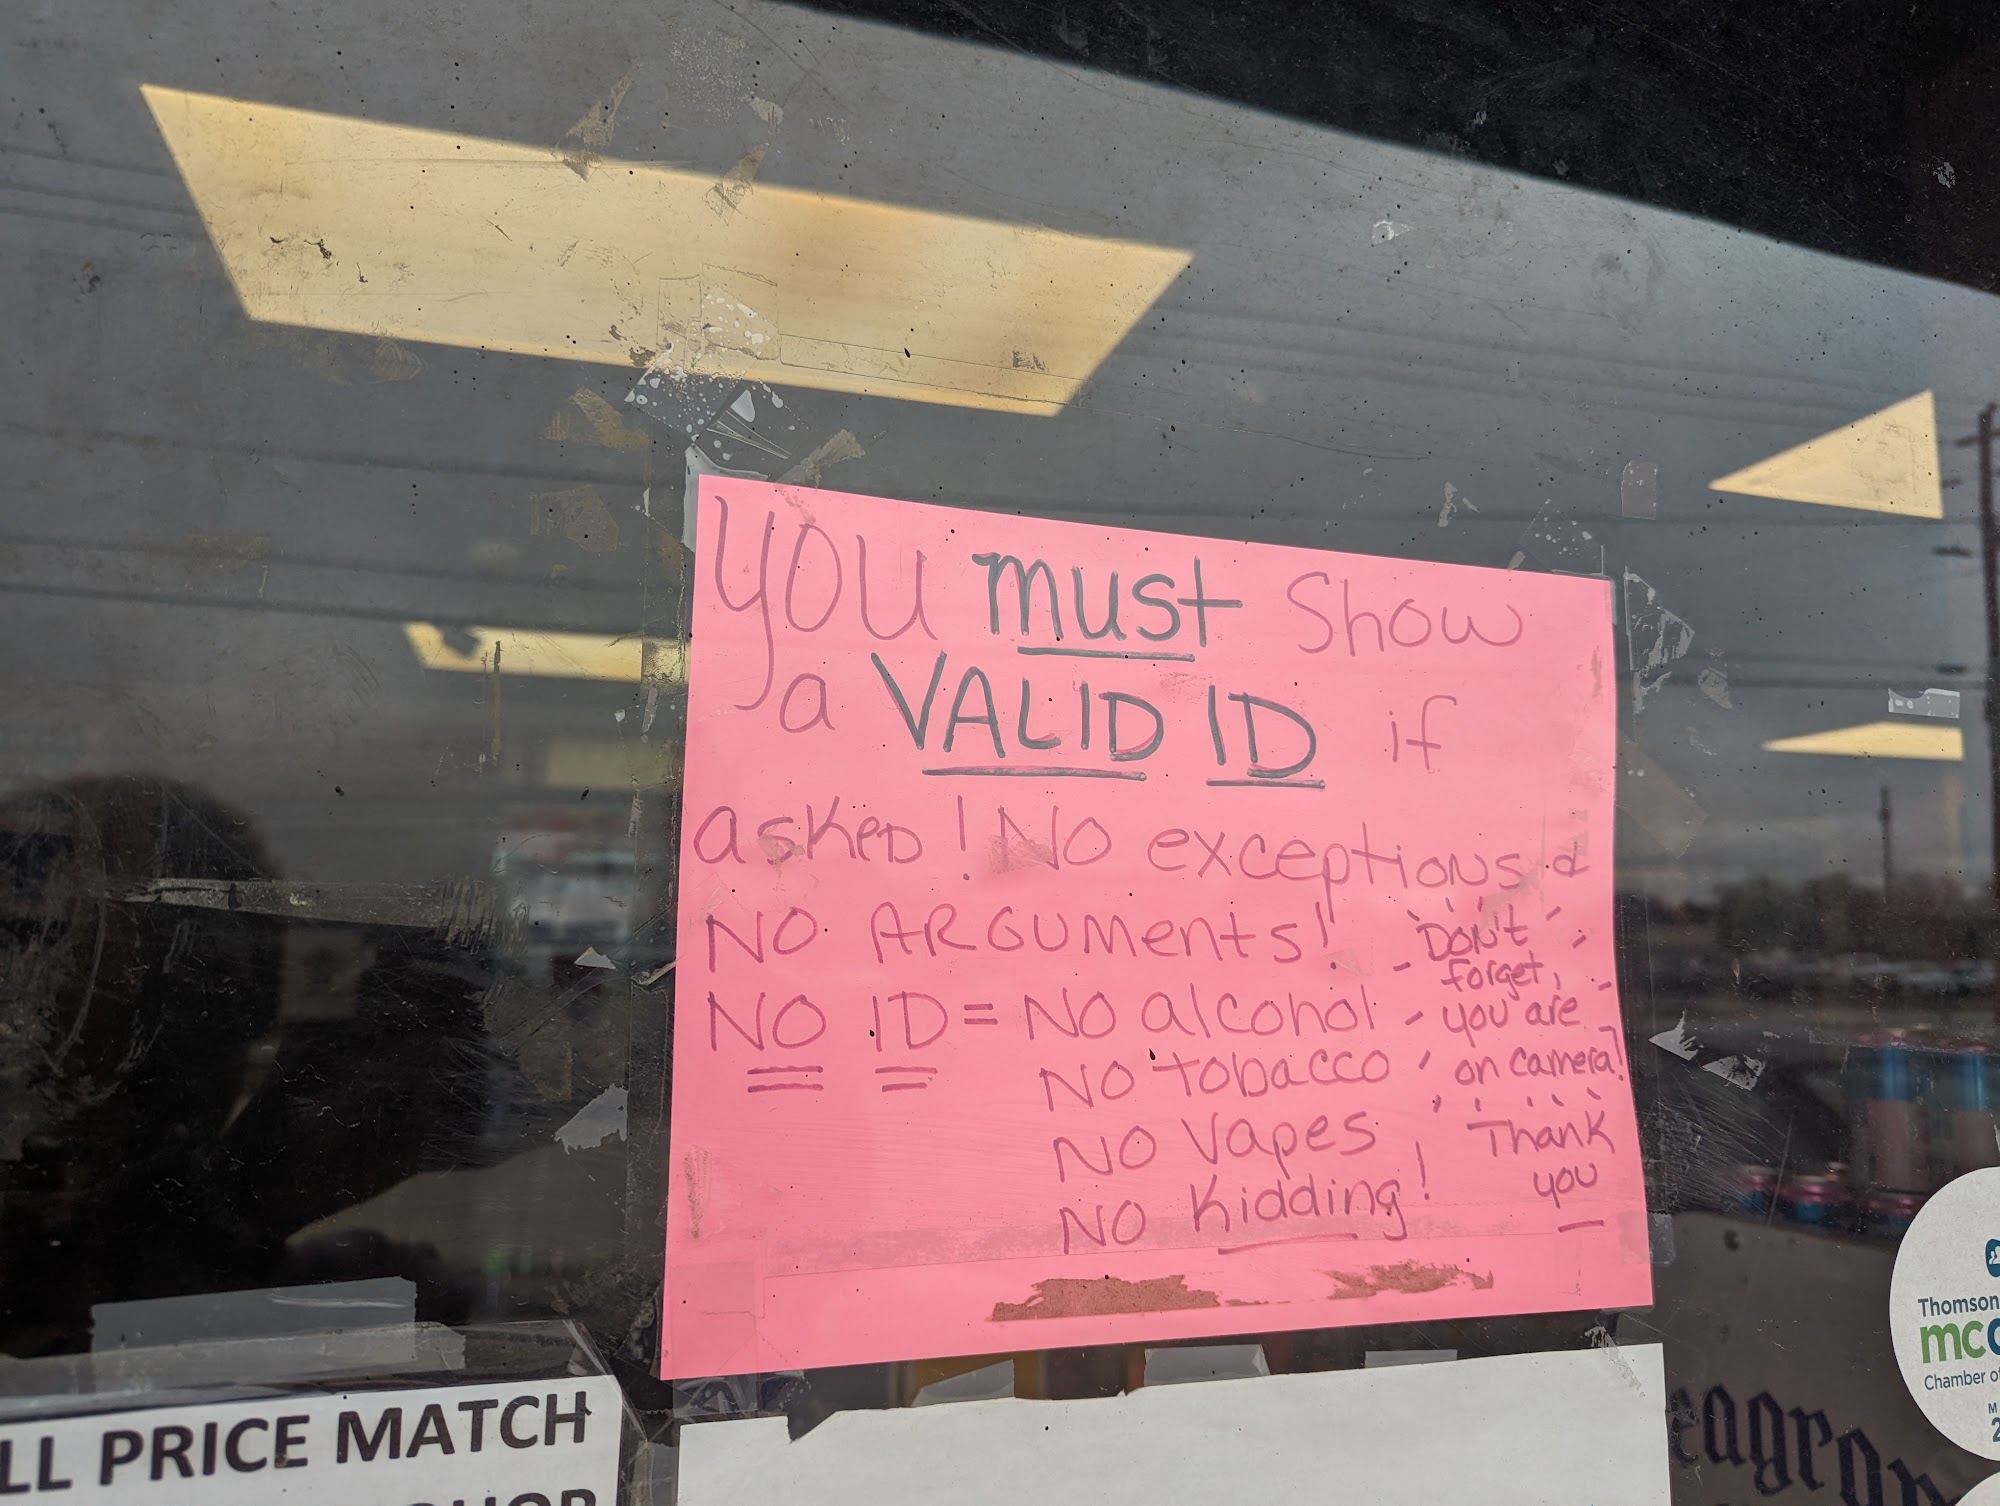 you must show
a VALID ID if
asked! No exceptions &
NO ARGUMENTS!
NO ID = NO alcohol
NO tobacco
NO Vapes
NO Kidding!
DON'T
forget,
you are
on camera!
Thank
you
LL PRICE MATCH
Thomson
Chamber of
eagra